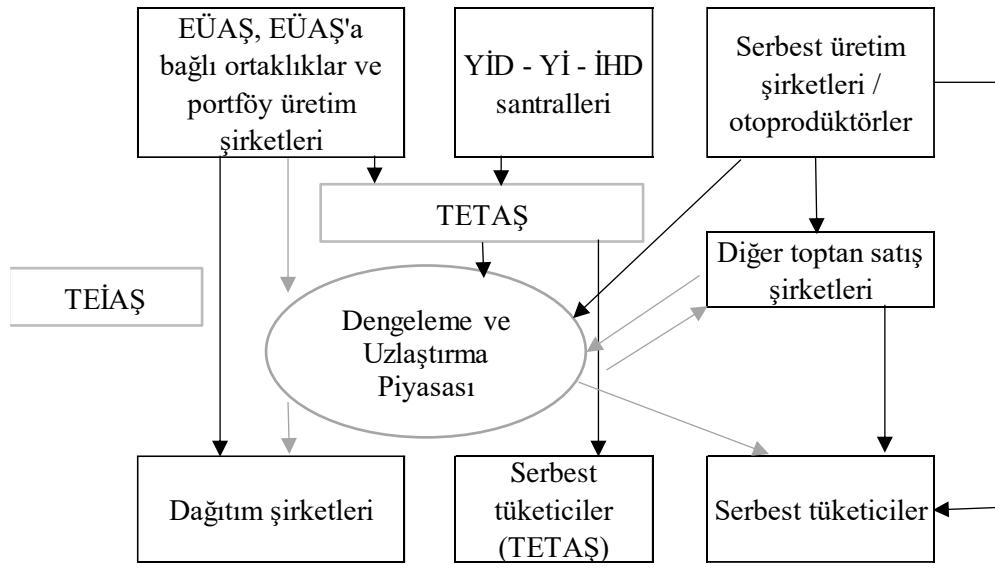 EÜAŞ, EÜAŞ'a
bağlı ortaklıklar ve
portföy üretim
şirketleri
YİD - Yİ - İHD
santralleri
Serbest üretim
şirketleri /
otoprodüktörler
TETAŞ
Diğer toptan satış
şirketleri
TEİAŞ
Dengeleme ve
Uzlaştırma
Piyasası
Dağıtım şirketleri
Serbest
tüketiciler
(TETAŞ)
Serbest tüketiciler